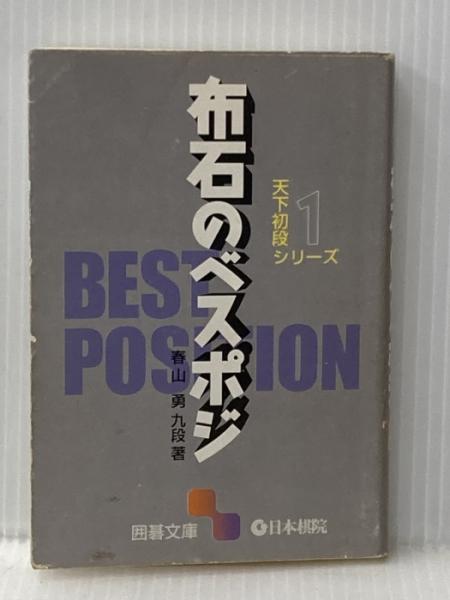 布石のベスポジ
天下初段
シリーズ
1
BEST
POSITION
春山 勇 九段 著
囲碁文庫
日本棋院